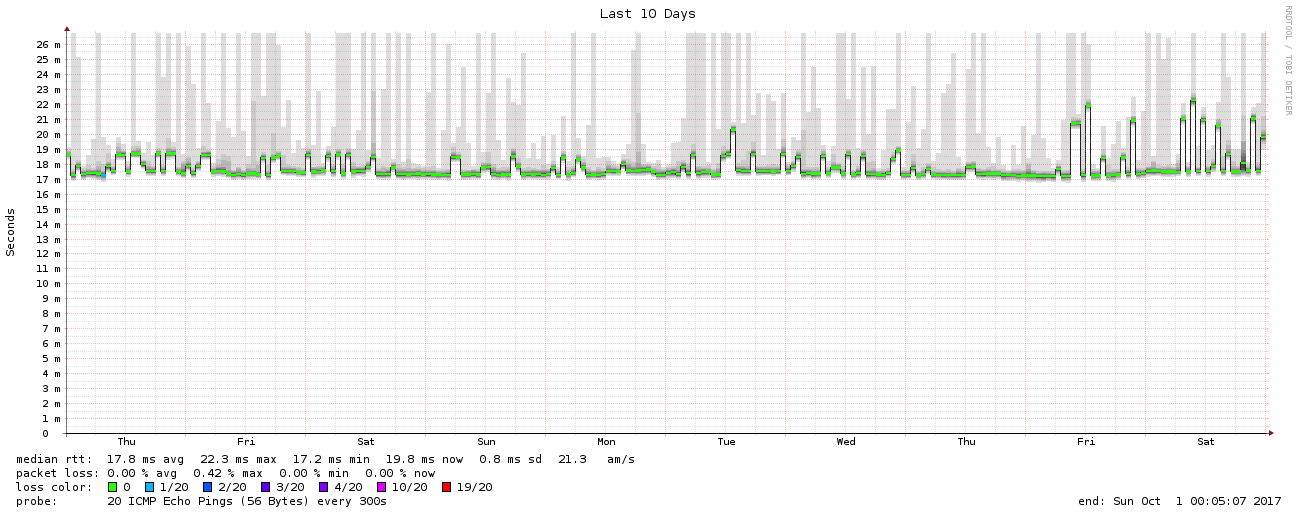 Last 10 Days
RRDTOOL / TOBI OETIKER
Seconds
26 m
25 m
24 m
23 m
22 m
21 m
20 m
19 m
18 m
17 m
16 m
15 m
14 m
13 m
12 m
11 m
10 m
9 m
8 m
7 m
6 m
5 m
4 m
3 m
2 m
1 m
0
Thu Fri Sat Sun Mon Tue Wed Thu Fri Sat
median rtt: 17.8 ms avg 22.3 ms max 17.2 ms min 19.8 ms now 0.8 ms sd 21.3 am/s
packet loss: 0.00 % avg 0.42 % max 0.00 % min 0.00 % now
loss color: 0 1/20 2/20 3/20 4/20 10/20 19/20
probe: 20 ICMP Echo Pings (56 Bytes) every 300s end: Sun Oct 1 00:05:07 2017